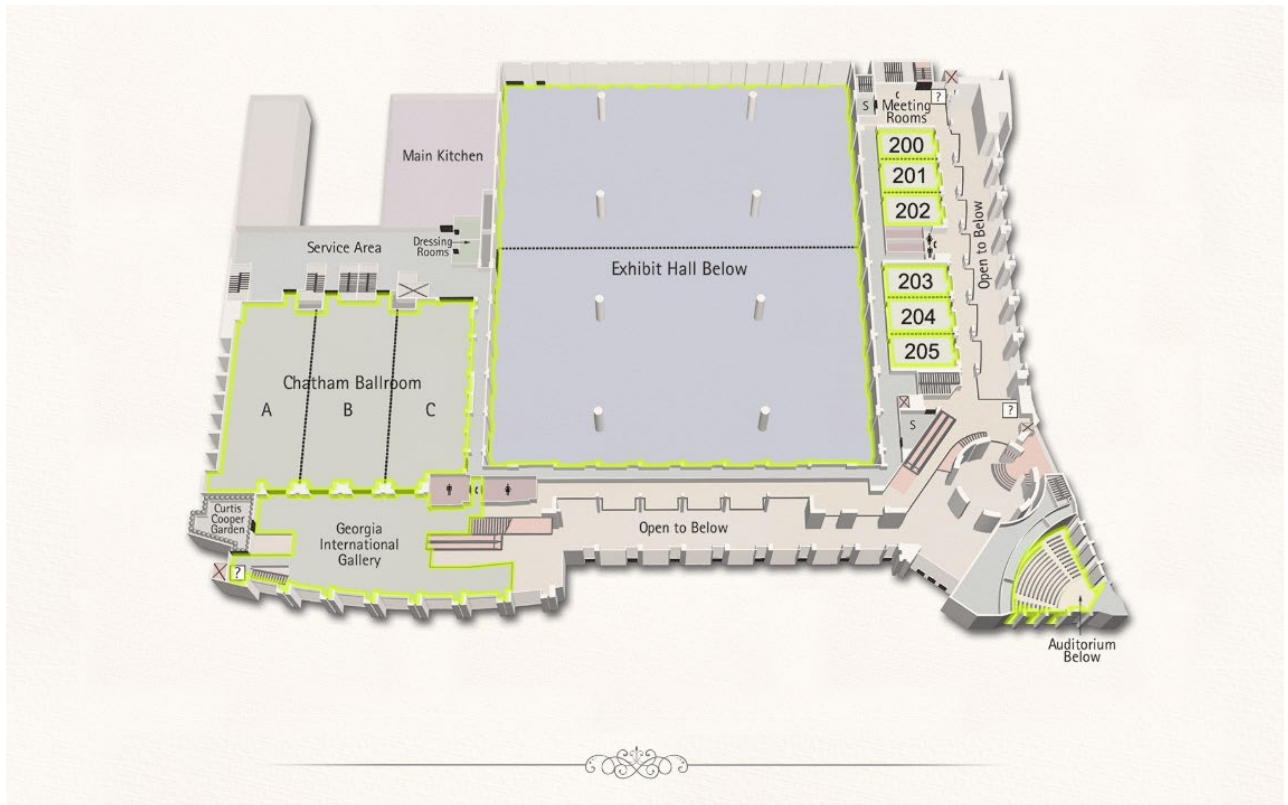 Main Kitchen
Service Area
Dressing
Rooms
Exhibit Hall Below
S
Meeting
Rooms
?
200
201
202
203
204
205
Open to Below
Chatham Ballroom
A
B
C
Curtis
Cooper
Garden
Georgia
International
Gallery
?
Open to Below
S
?
Auditorium
Below